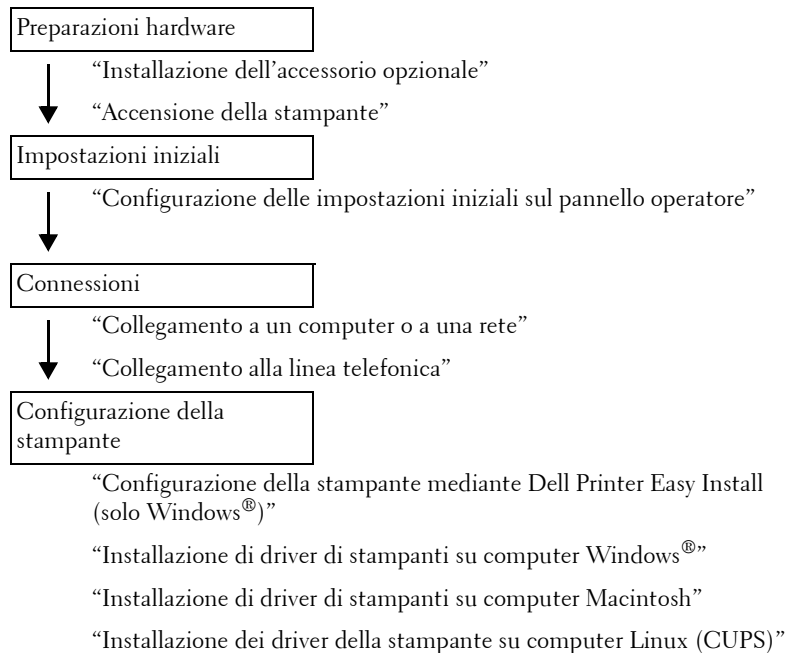 Preparazioni hardware
“Installazione dell’accessorio opzionale”
“Accensione della stampante”
Impostazioni iniziali
“Configurazione delle impostazioni iniziali sul pannello operatore”
Connessioni
“Collegamento a un computer o a una rete”
“Collegamento alla linea telefonica”
Configurazione della
stampante
“Configurazione della stampante mediante Dell Printer Easy Install
(solo Windows®)”
“Installazione di driver di stampanti su computer Windows®”
“Installazione di driver di stampanti su computer Macintosh”
“Installazione dei driver della stampante su computer Linux (CUPS)”